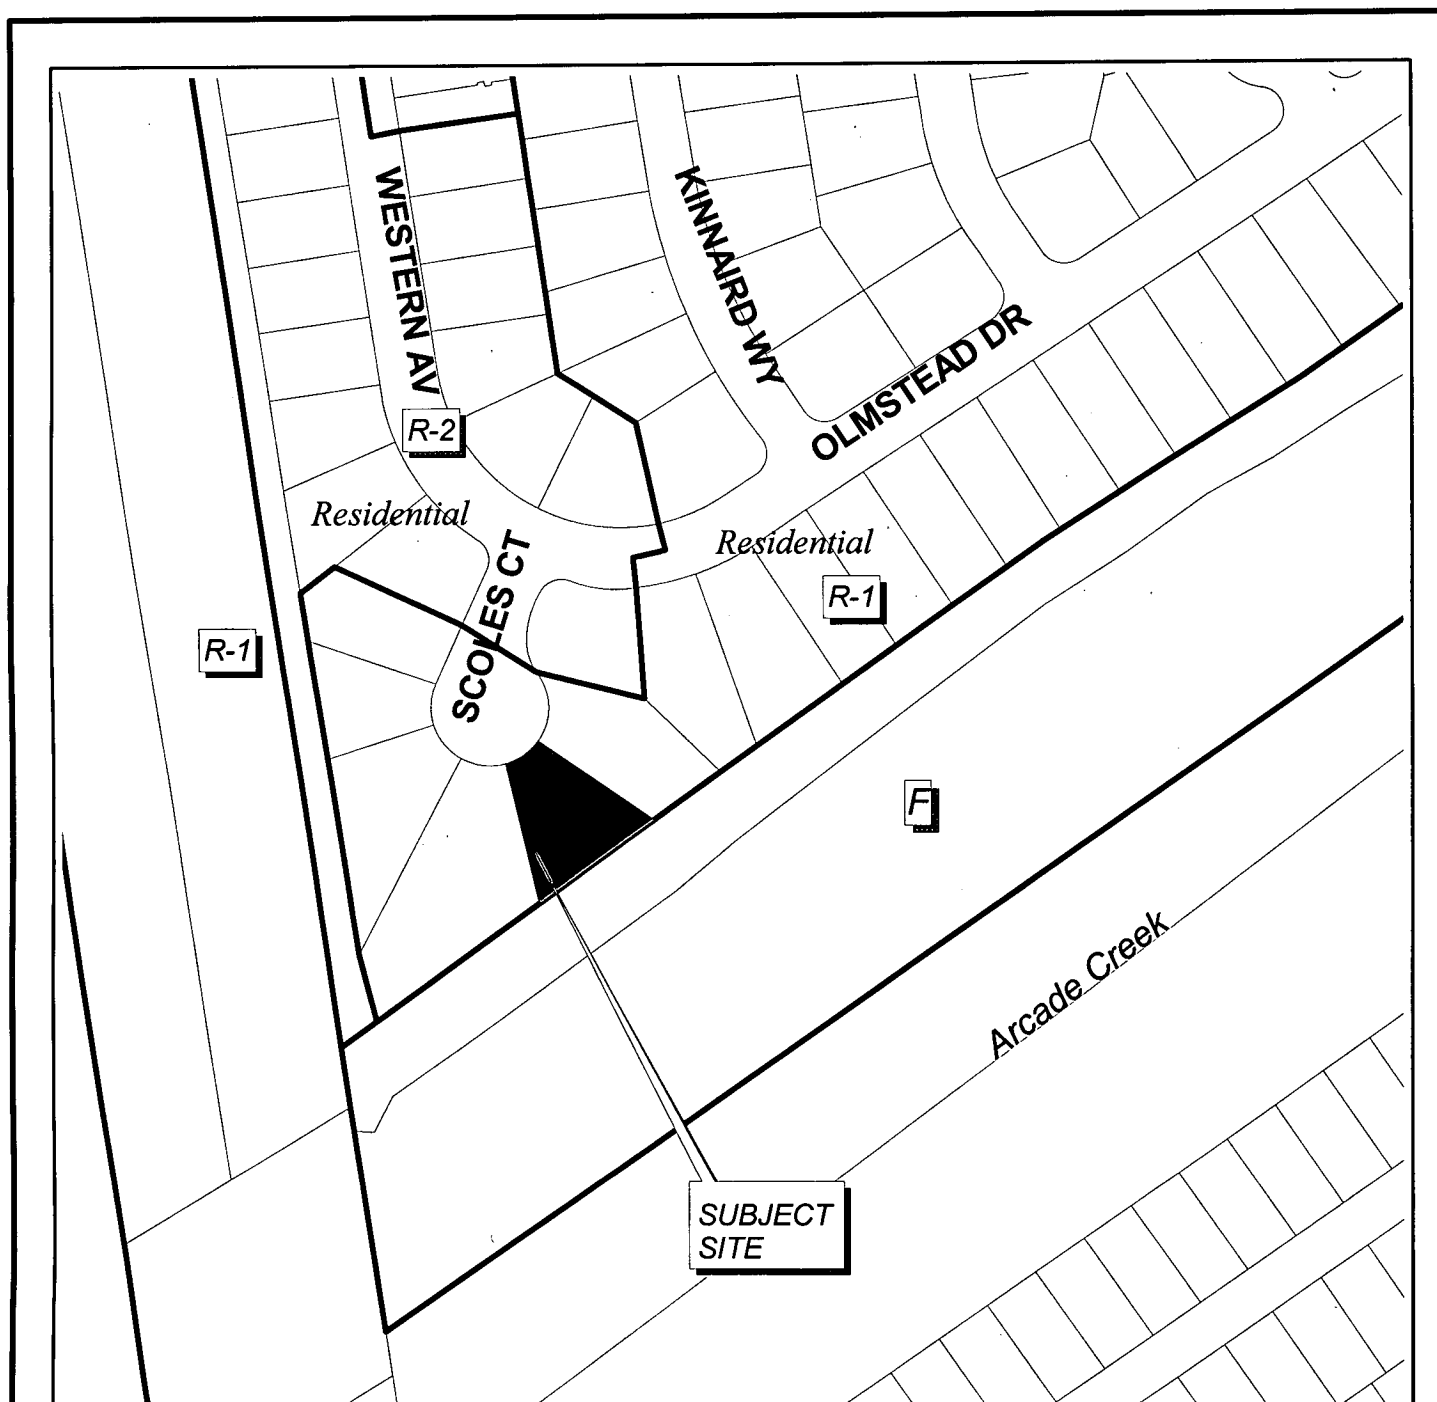 WESTERN AV
KINNAIRD WY
OLMSTEAD DR
R-2
Residential
SCOLES CT
Residential
R-1
R-1
F
Arcade Creek
SUBJECT
SITE